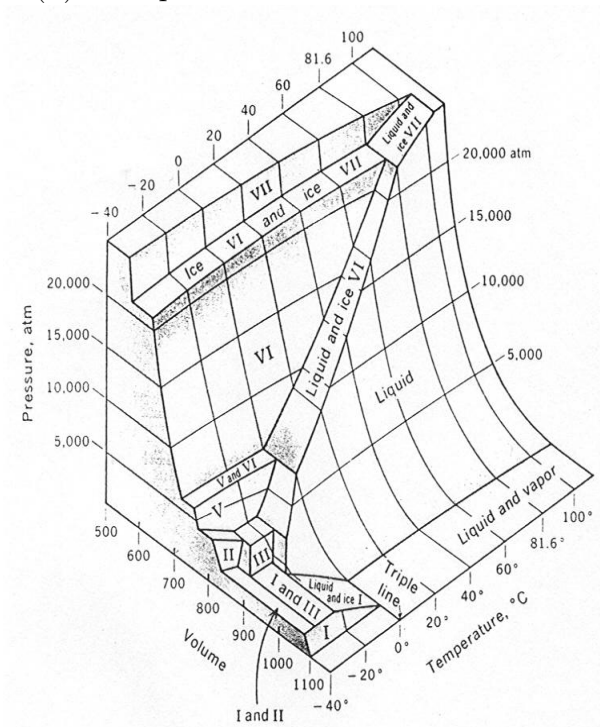 100
81.6
60
40
20
0
-20
-40
Liquid and
ice VII
VII
Ice VI and ice VII
20,000 atm
15,000
10,000
5,000
20,000
15,000
10,000
5,000
Pressure, atm
VI
Liquid and ice VI
Liquid
V and VI
V
II
III
I and III
Liquid
and ice I
I
Triple
line
Liquid and vapor
500
600
700
800
900
1000
1100
Volume
I and II
-40°
-20°
0°
20°
40°
60°
81.6°
100°
Temperature, °C